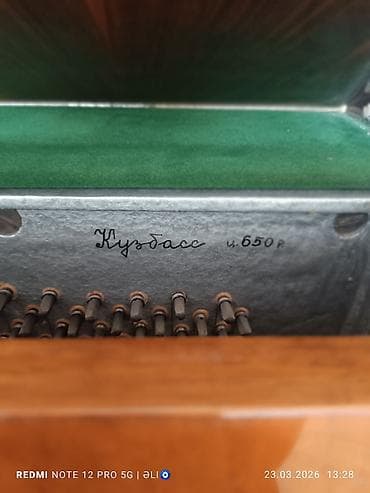 Кузбасс ц. 650 р
REDMI NOTE 12 PRO 5G | ƏLİ🧿
23.03.2026 13:28